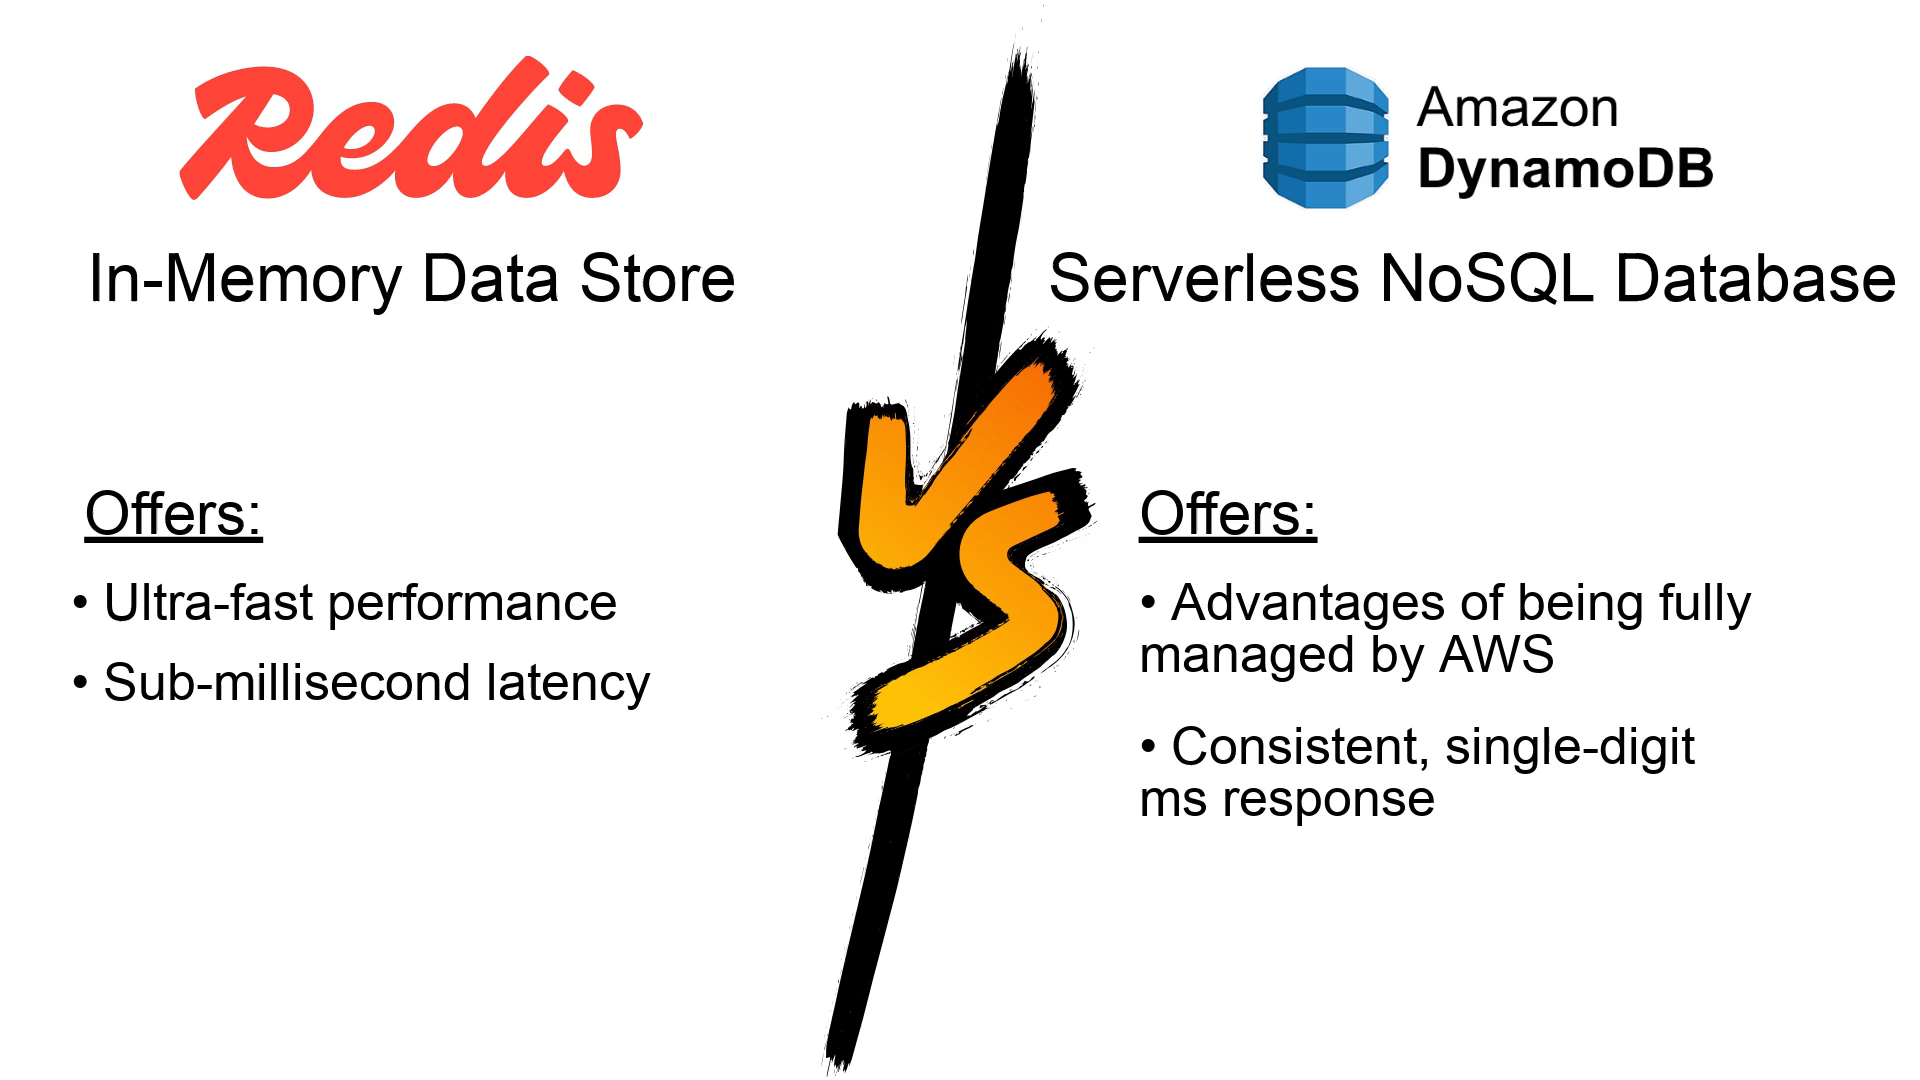 Redis
In-Memory Data Store
Offers:
• Ultra-fast performance
• Sub-millisecond latency
VS
Amazon
DynamoDB
Serverless NoSQL Database
Offers:
• Advantages of being fully
managed by AWS
• Consistent, single-digit
ms response